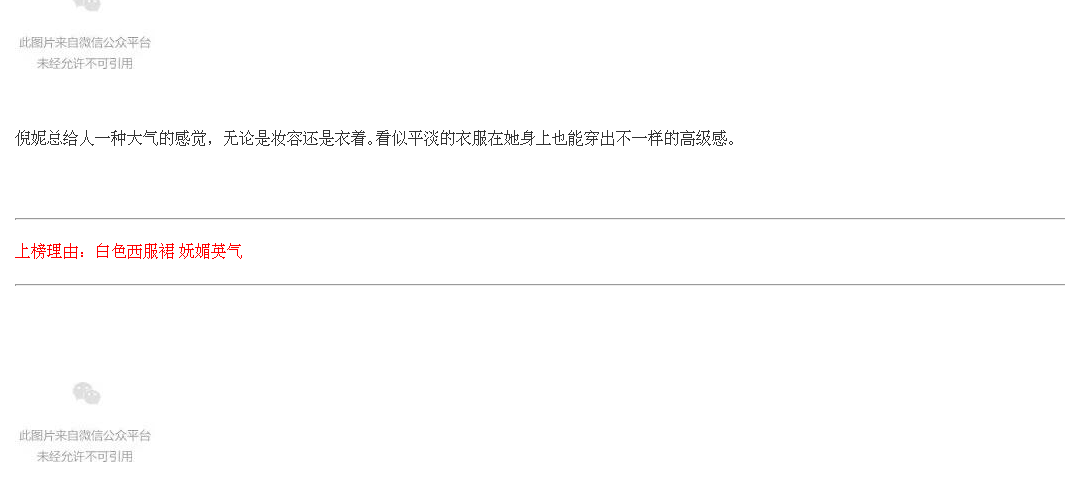 此图片来自微信公众平台
未经允许不可引用
倪妮总给人一种大气的感觉，无论是妆容还是衣着。看似平淡的衣服在她身上也能穿出不一样的高级感。
上榜理由：白色西服裙 妩媚英气
此图片来自微信公众平台
未经允许不可引用